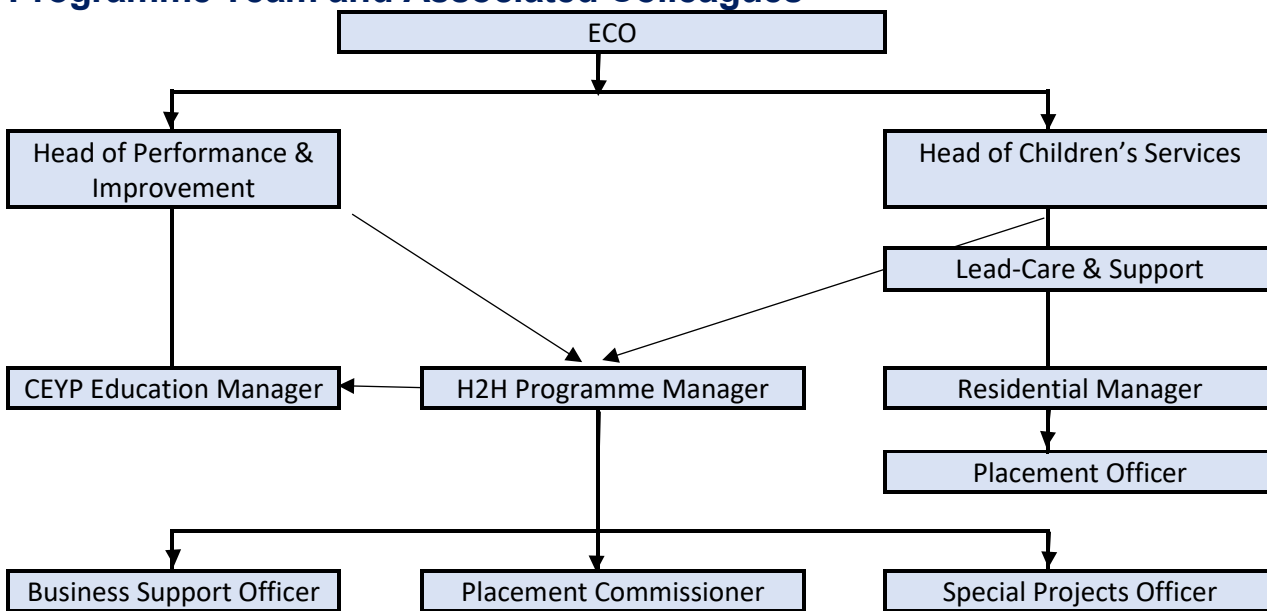 Programme Team and Associated Colleagues
ECO
Head of Performance &
Improvement
Head of Children’s Services
Lead-Care & Support
CEYP Education Manager
H2H Programme Manager
Residential Manager
Placement Officer
Business Support Officer
Placement Commissioner
Special Projects Officer